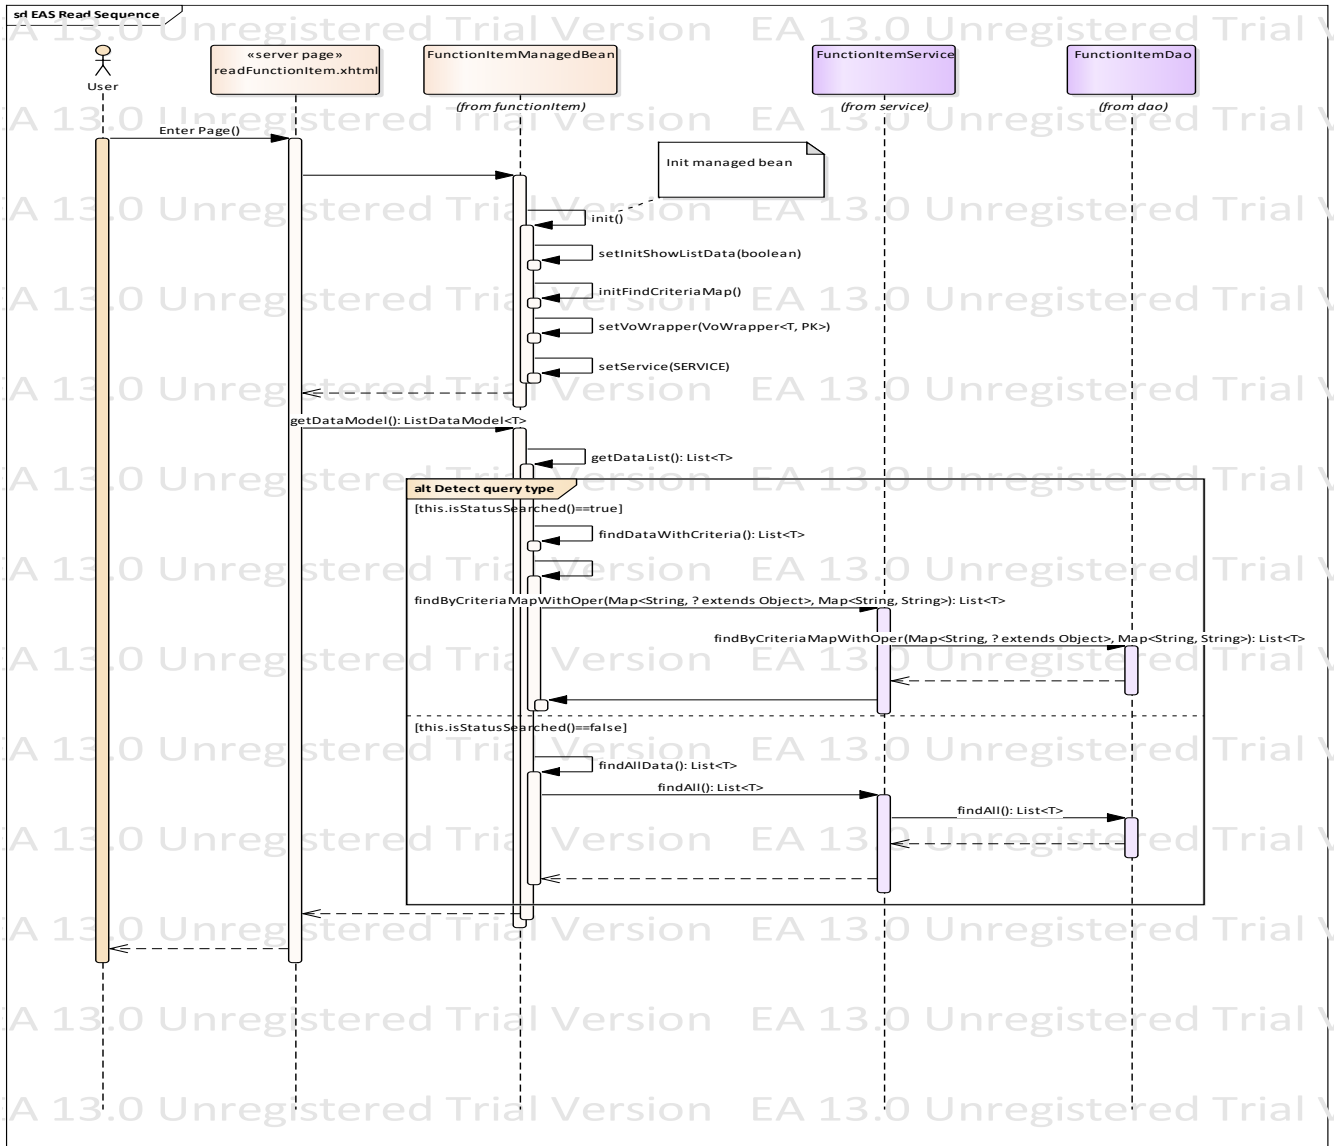 sd EAS Read Sequence
User
«server page»
readFunctionItem.xhtml
FunctionItemManagedBean
(from functionItem)
FunctionItemService
(from service)
FunctionItemDao
(from dao)
Enter Page()
Init managed bean
init()
setInitShowListData(boolean)
initFindCriteriaMap()
setVoWrapper(VoWrapper<T, PK>)
setService(SERVICE)
getDataModel(): ListDataModel<T>
getDataList(): List<T>
alt Detect query type
[this.isStatusSearched()==true]
findDataWithCriteria(): List<T>
findByCriteriaMapWithOper(Map<String, ? extends Object>, Map<String, String>): List<T>
findByCriteriaMapWithOper(Map<String, ? extends Object>, Map<String, String>): List<T>
[this.isStatusSearched()==false]
findAllData(): List<T>
findAll(): List<T>
findAll(): List<T>
EA 13.0 Unregistered Trial Version